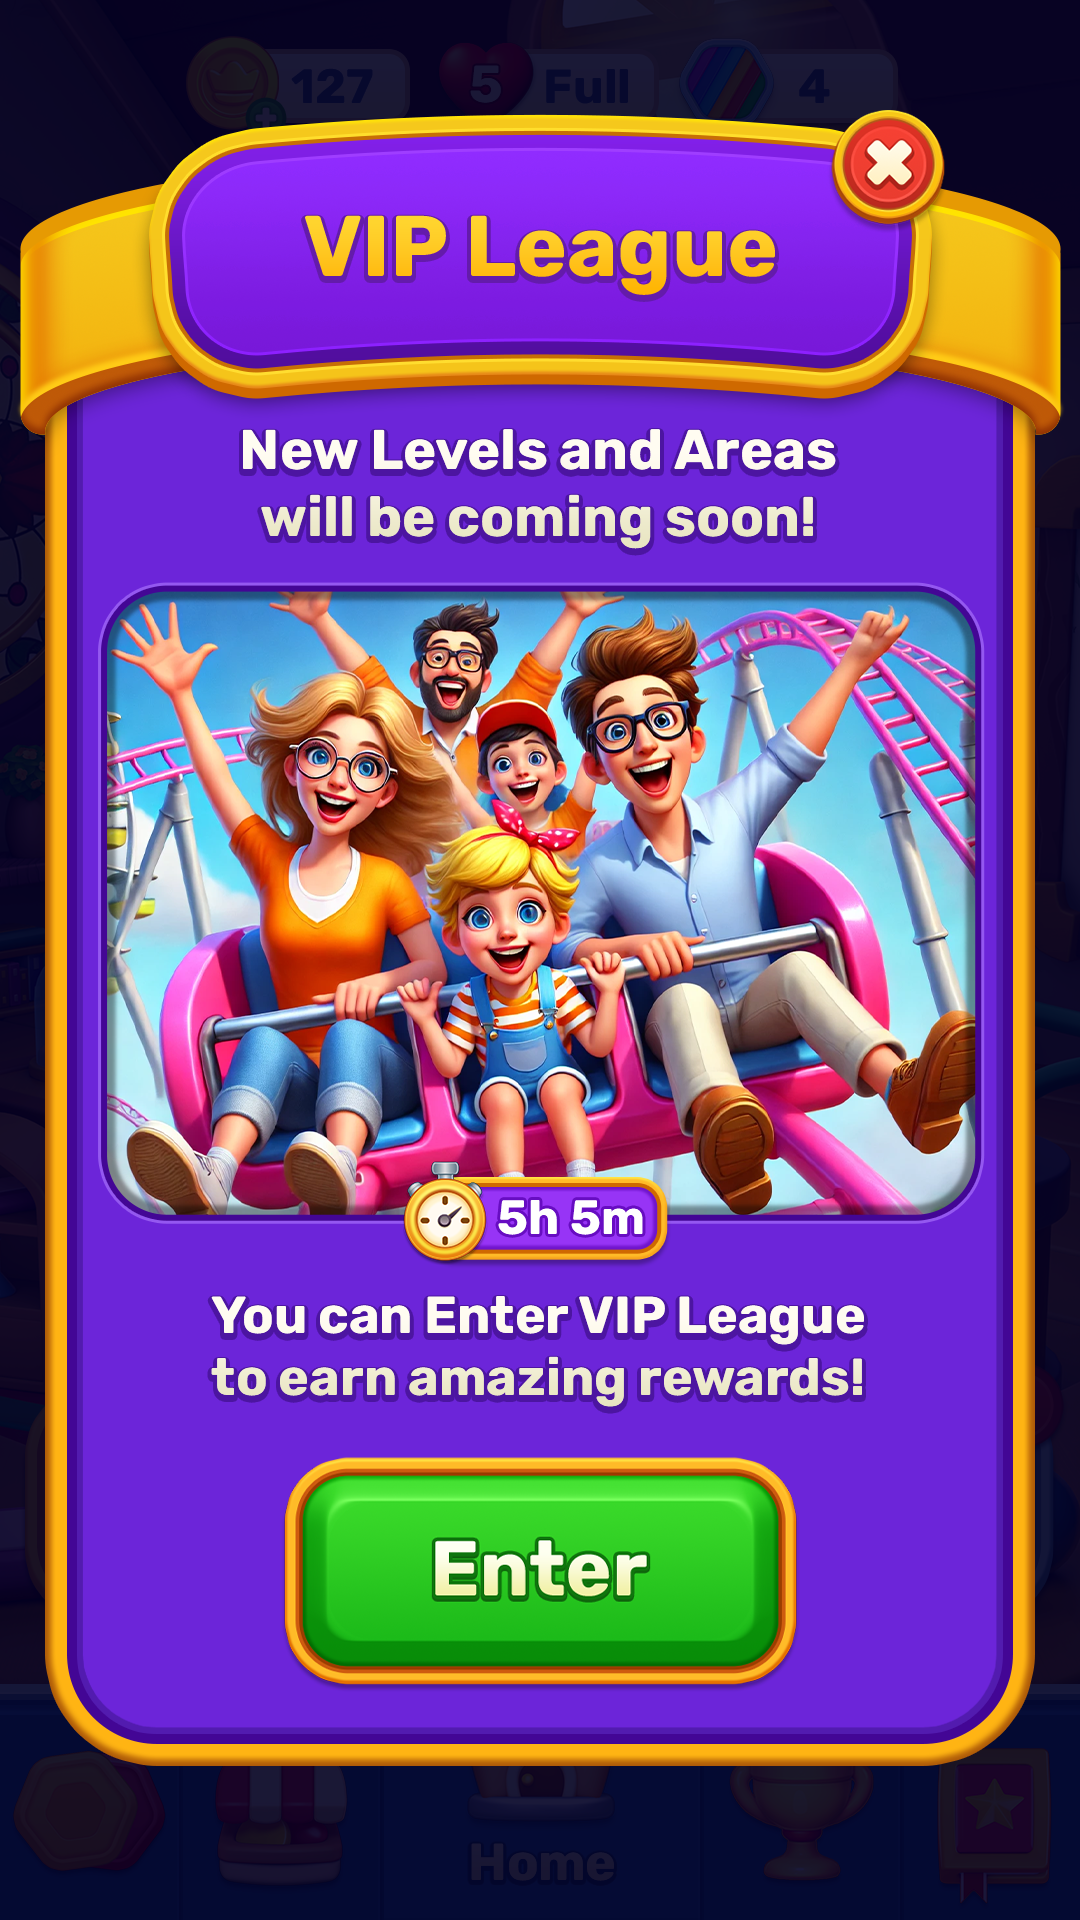 127
5
Full
4
VIP League
New Levels and Areas
will be coming soon!
5h 5m
You can Enter VIP League
to earn amazing rewards!
Enter
Home